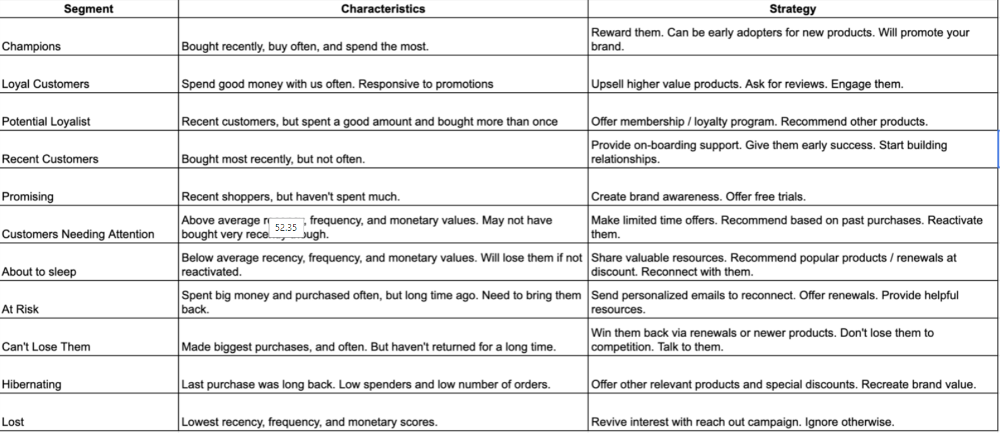 Segment Characteristics Strategy
Champions
Bought recently, buy often, and spend the most.
Reward them. Can be early adopters for new products. Will promote your
brand.
Loyal Customers
Spend good money with us often. Responsive to promotions
Upsell higher value products. Ask for reviews. Engage them.
Potential Loyalist
Recent customers, but spent a good amount and bought more than once
Offer membership / loyalty program. Recommend other products.
Recent Customers
Bought most recently, but not often.
Provide on-boarding support. Give them early success. Start building
relationships.
Promising
Recent shoppers, but haven't spent much.
Create brand awareness. Offer free trials.
Customers Needing Attention
Above average , frequency, and monetary values. May not have
bought very
52.35
Make limited time offers. Recommend based on past purchases. Reactivate
them.
About to sleep
Below average recency, frequency, and monetary values. Will lose them if not
reactivated.
Share valuable resources. Recommend popular products / renewals at
discount. Reconnect with them.
At Risk
Spent big money and purchased often, but long time ago. Need to bring them
back.
Send personalized emails to reconnect. Offer renewals. Provide helpful
resources.
Can't Lose Them
Made biggest purchases, and often. But haven't returned for a long time.
Win them back via renewals or newer products. Don't lose them to
competition. Talk to them.
Hibernating
Last purchase was long back. Low spenders and low number of orders.
Offer other relevant products and special discounts. Recreate brand value.
Lost
Lowest recency, frequency, and monetary scores.
Revive interest with reach out campaign. Ignore otherwise.